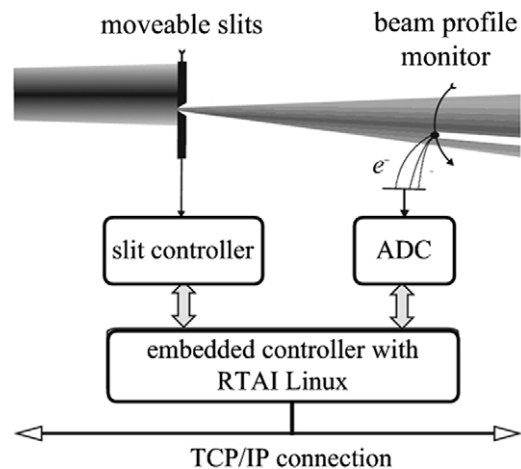 moveable slits
beam profile
monitor
e⁻
slit controller
ADC
embedded controller with
RTAI Linux
TCP/IP connection